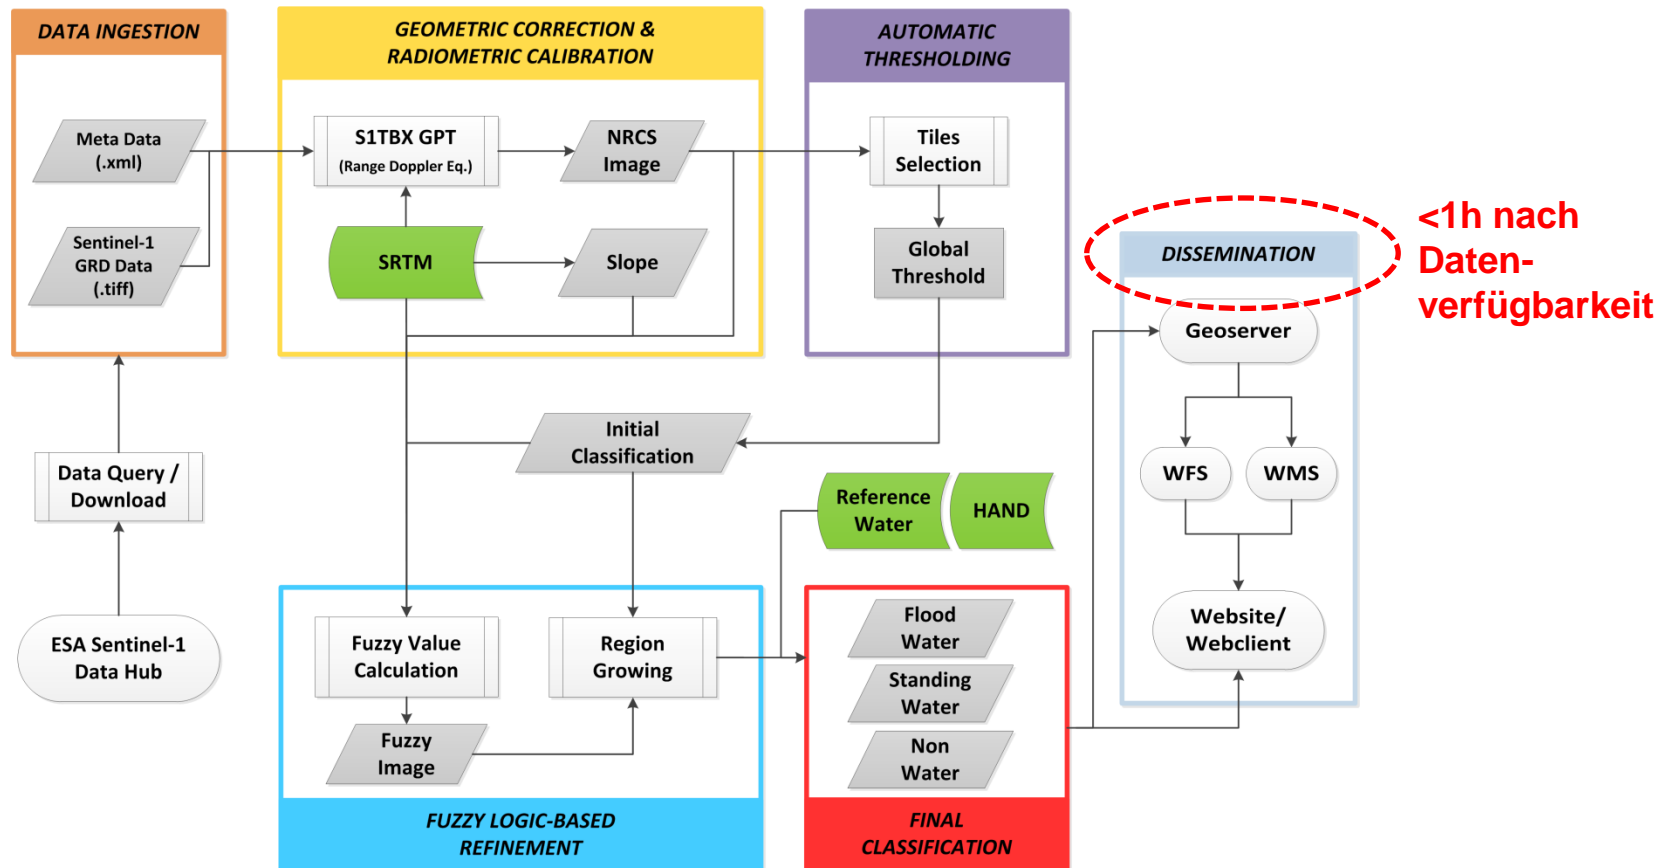 DATA INGESTION
Meta Data
(.xml)
Sentinel-1
GRD Data
(.tiff)
Data Query /
Download
ESA Sentinel-1
Data Hub
GEOMETRIC CORRECTION &
RADIOMETRIC CALIBRATION
S1TBX GPT
(Range Doppler Eq.)
NRCS
Image
SRTM
Slope
AUTOMATIC
THRESHOLDING
Tiles
Selection
Global
Threshold
Initial
Classification
Reference
Water
HAND
Fuzzy Value
Calculation
Region
Growing
Fuzzy
Image
FUZZY LOGIC-BASED
REFINEMENT
Flood
Water
Standing
Water
Non
Water
FINAL
CLASSIFICATION
DISSEMINATION
Geoserver
WFS
WMS
Website/
Webclient
<1h nach
Daten-
verfügbarkeit